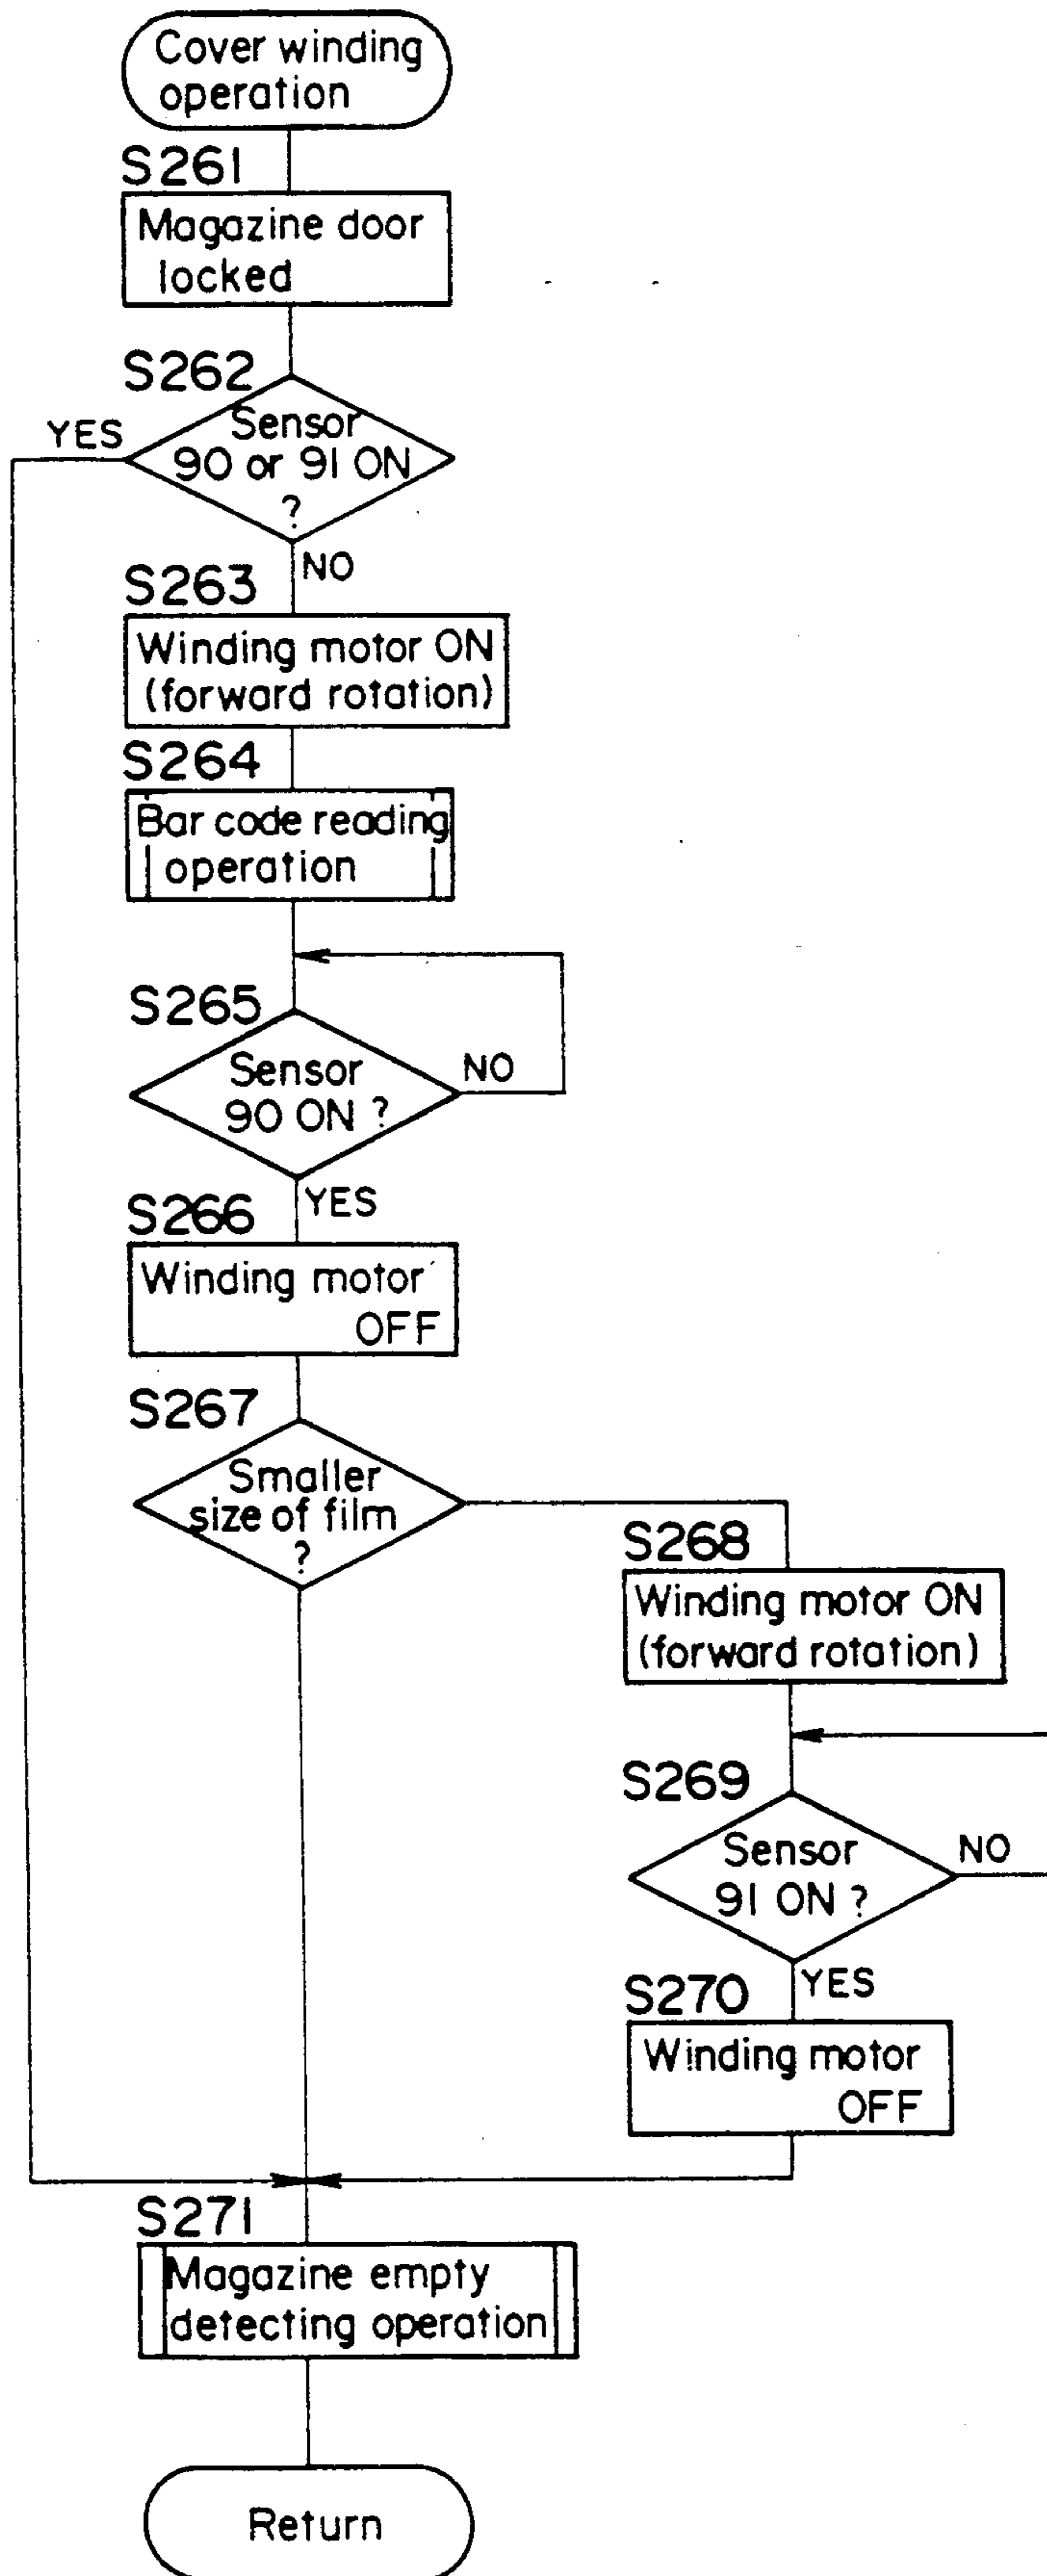 Cover winding
operation
S261
Magazine door
locked
S262
YES
Sensor
90 or 91 ON
?
NO
S263
Winding motor ON
(forward rotation)
S264
Bar code reading
operation
S265
Sensor
90 ON ?
NO
YES
S266
Winding motor
OFF
S267
Smaller
size of film
?
S268
Winding motor ON
(forward rotation)
S269
Sensor
91 ON ?
NO
YES
S270
Winding motor
OFF
S271
Magazine empty
detecting operation
Return